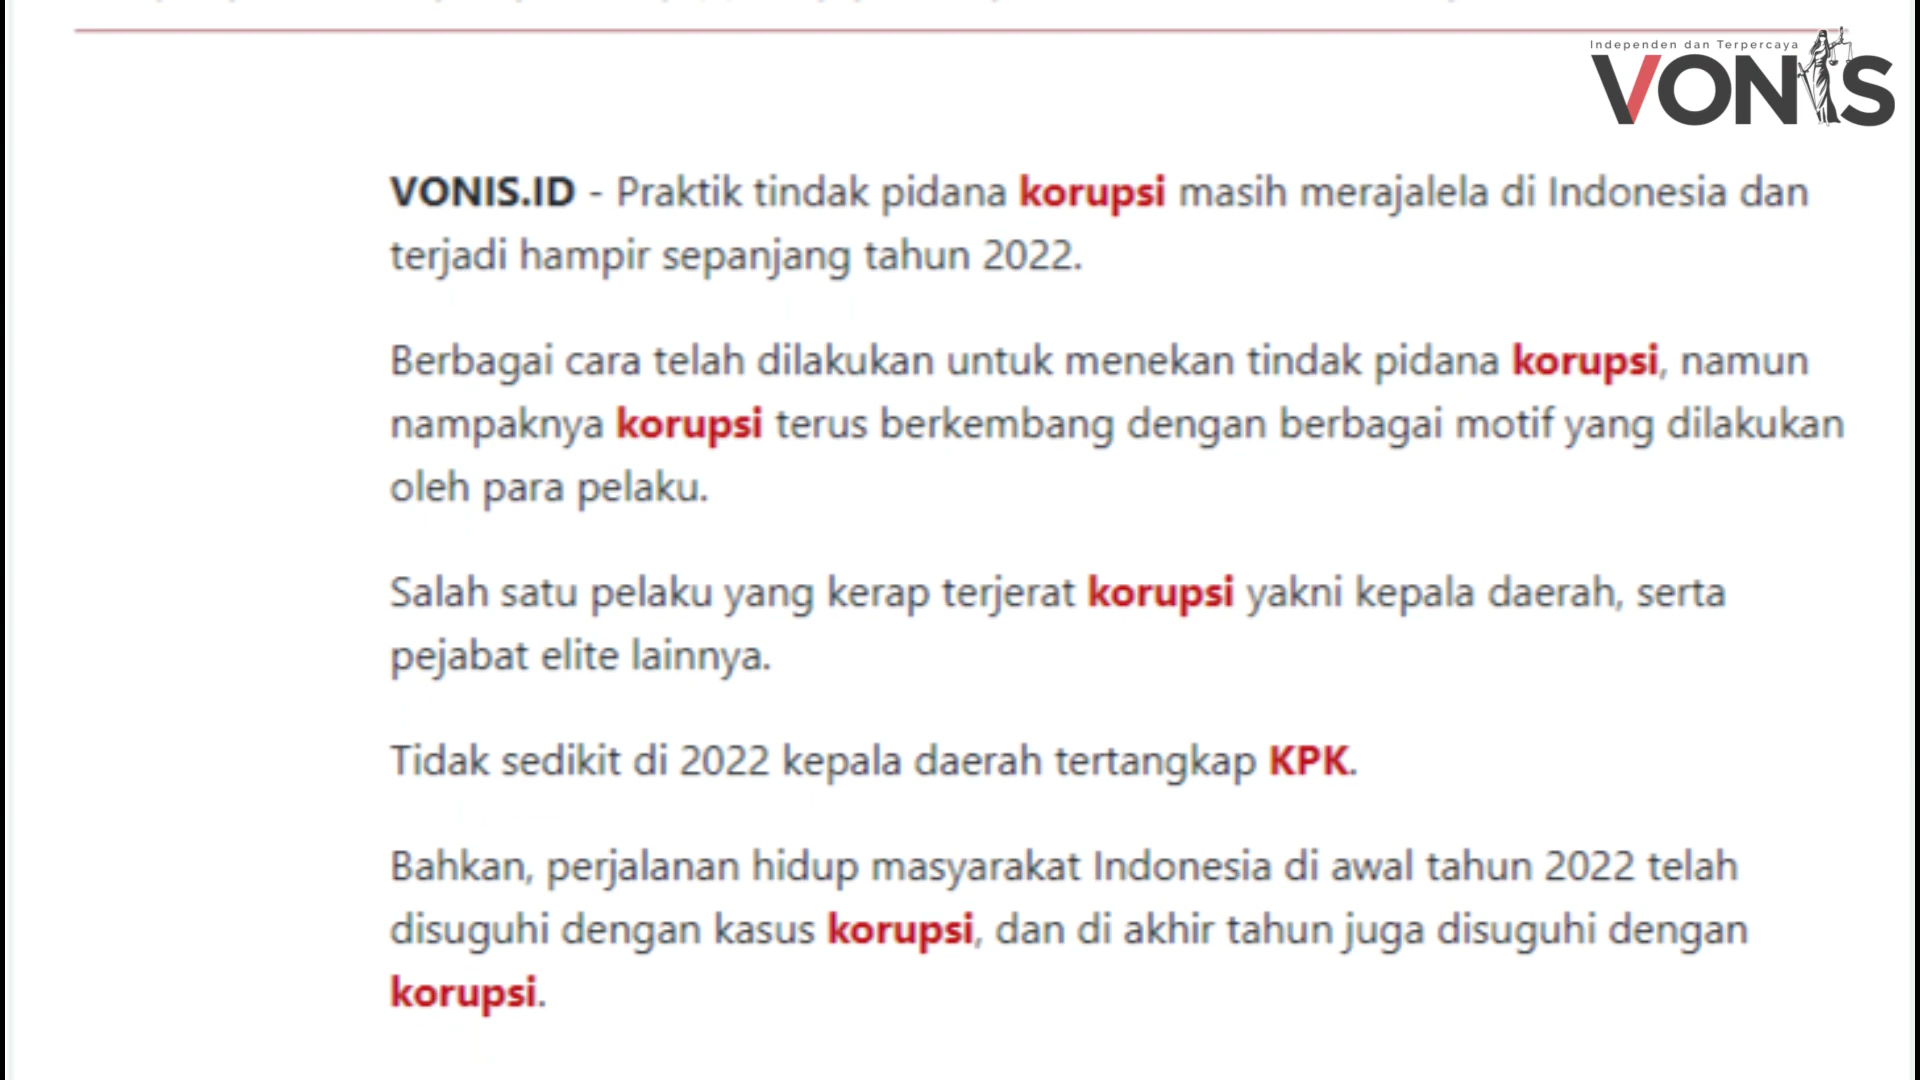 Independen dan Terpercaya
VONIS
VONIS.ID - Praktik tindak pidana korupsi masih merajalela di Indonesia dan
terjadi hampir sepanjang tahun 2022.
Berbagai cara telah dilakukan untuk menekan tindak pidana korupsi, namun
nampaknya korupsi terus berkembang dengan berbagai motif yang dilakukan
oleh para pelaku.
Salah satu pelaku yang kerap terjerat korupsi yakni kepala daerah, serta
pejabat elite lainnya.
Tidak sedikit di 2022 kepala daerah tertangkap KPK.
Bahkan, perjalanan hidup masyarakat Indonesia di awal tahun 2022 telah
disuguhi dengan kasus korupsi, dan di akhir tahun juga disuguhi dengan
korupsi.